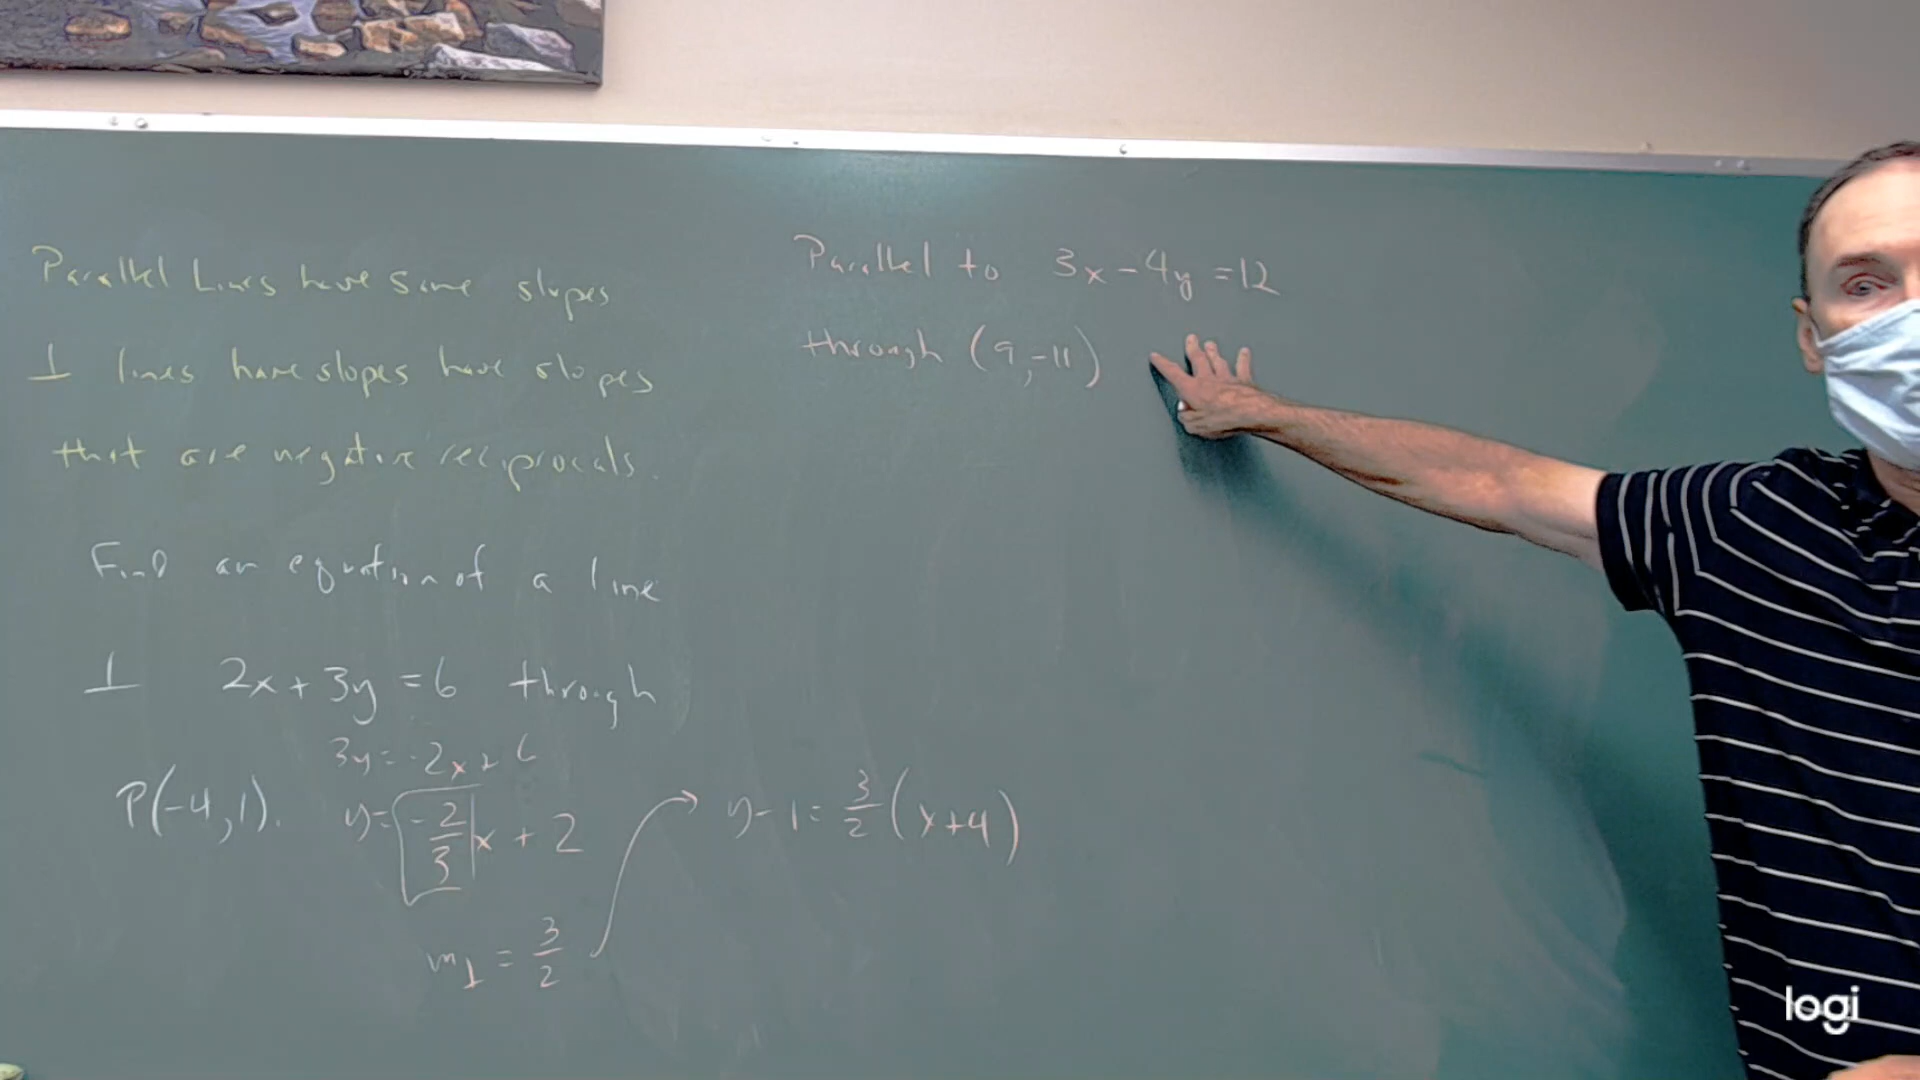 Parallel Lines have same slopes
⊥ lines have slopes have slopes
that are negative reciprocals.
Find an equation of a line
⊥ 2x + 3y = 6 through
3y = -2x + 6
P(-4, 1). y = -2/3 x + 2
m⊥ = 3/2
y - 1 = 3/2 (x + 4)
Parallel to 3x - 4y = 12
through (9, -11)
logi